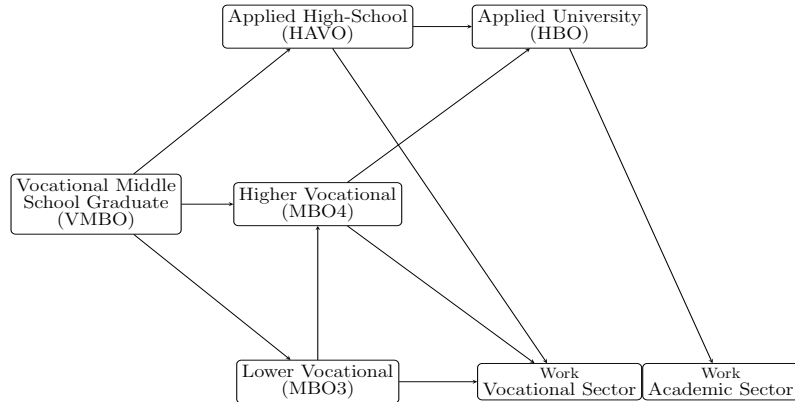 Applied High-School
(HAVO)
Applied University
(HBO)
Vocational Middle
School Graduate
(VMBO)
Higher Vocational
(MBO4)
Lower Vocational
(MBO3)
Work
Vocational Sector
Work
Academic Sector